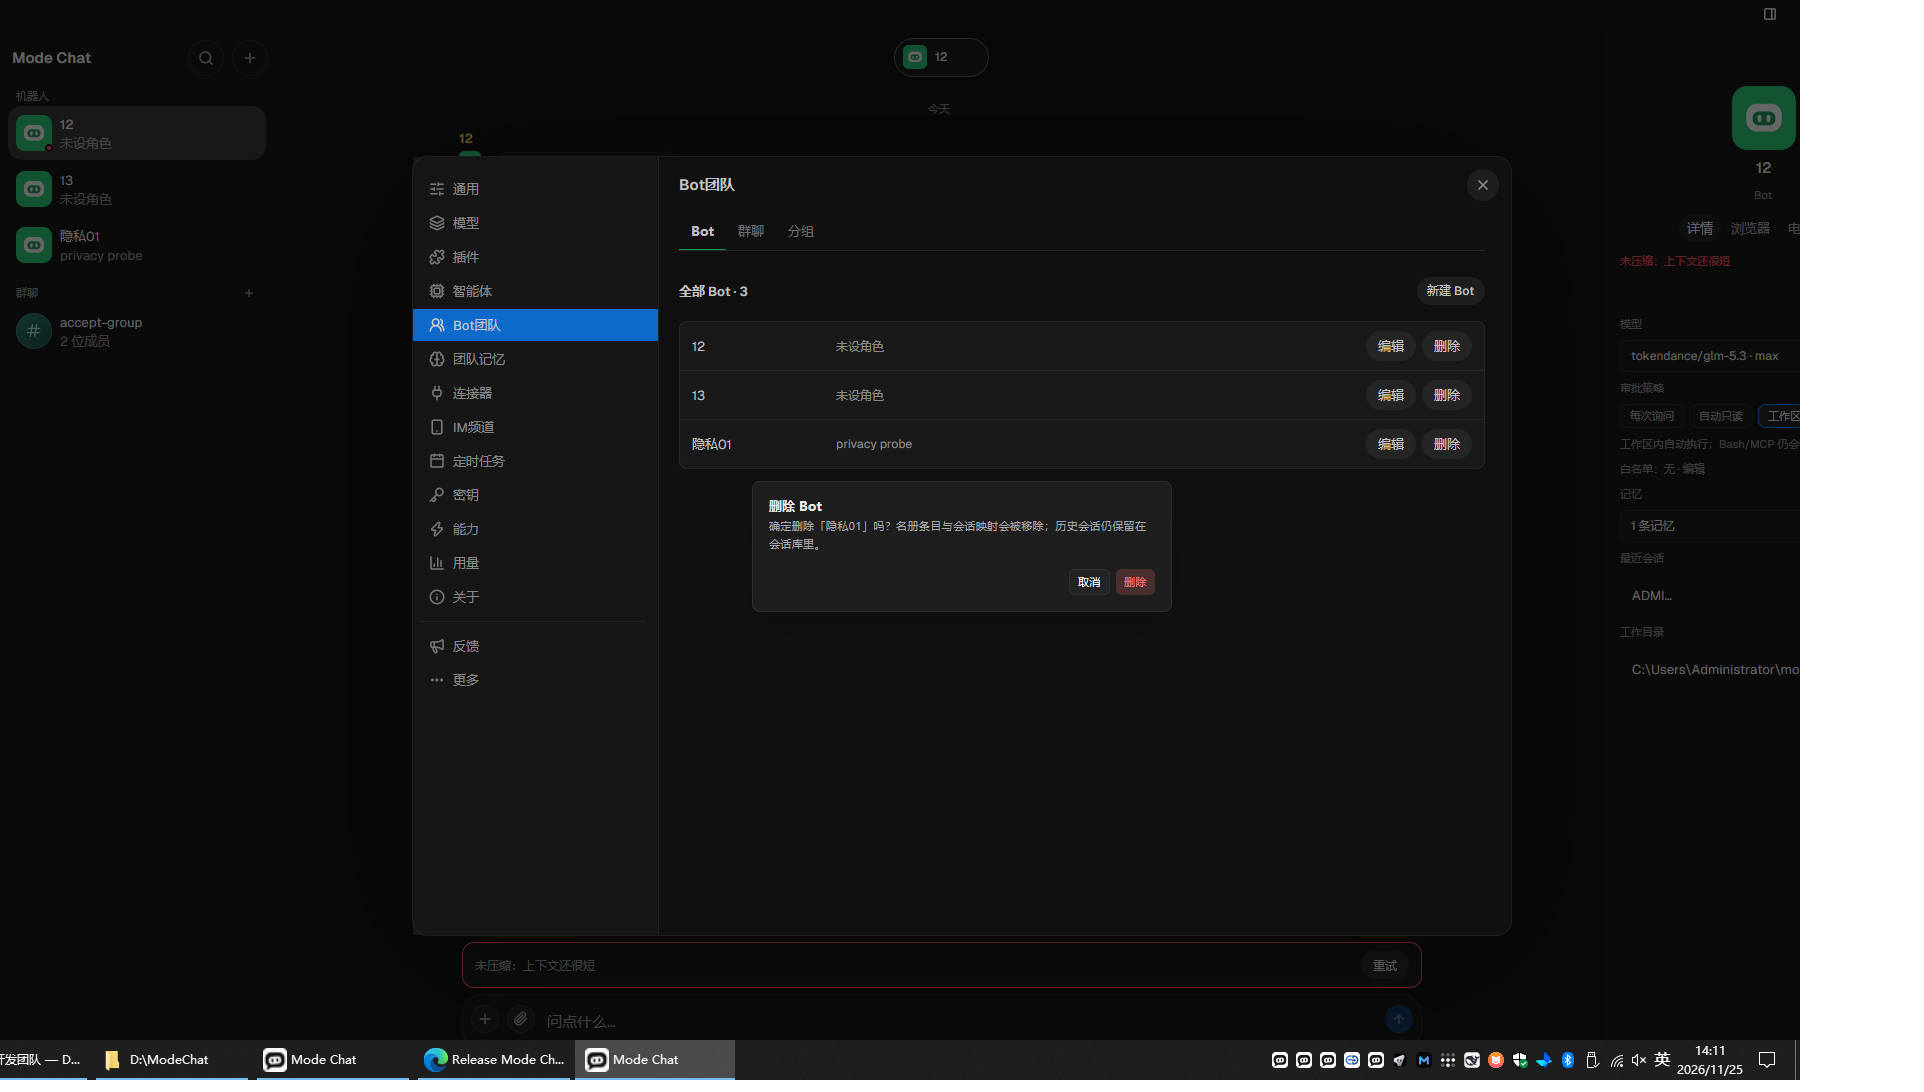 Mode Chat
机器人
12
未设角色
13
未设角色
隐私01
privacy probe
群聊
accept-group
2 位成员
12
今天
12
通用
模型
插件
智能体
Bot团队
团队记忆
连接器
IM频道
定时任务
密钥
能力
用量
关于
反馈
更多
Bot团队
Bot
群聊
分组
全部 Bot · 3
新建 Bot
12
未设角色
编辑
删除
13
未设角色
编辑
删除
隐私01
privacy probe
编辑
删除
删除 Bot
确定删除「隐私01」吗？名册条目与会话映射会被移除；历史会话仍保留在
会话库里。
取消
删除
未压缩：上下文还很短
重试
问点什么...
12
Bot
详情
浏览器
电
未压缩：上下文还很短
模型
tokendance/glm-5.3 · max
审批策略
每次询问
自动只读
工作区
工作区内自动执行；Bash/MCP 仍会
白名单：无 · 编辑
记忆
1 条记忆
最近会话
ADMI...
工作目录
C:\Users\Administrator\mo
开发团队 — D...
D:\ModeChat
Mode Chat
Release Mode Ch...
Mode Chat
英
14:11
2026/11/25